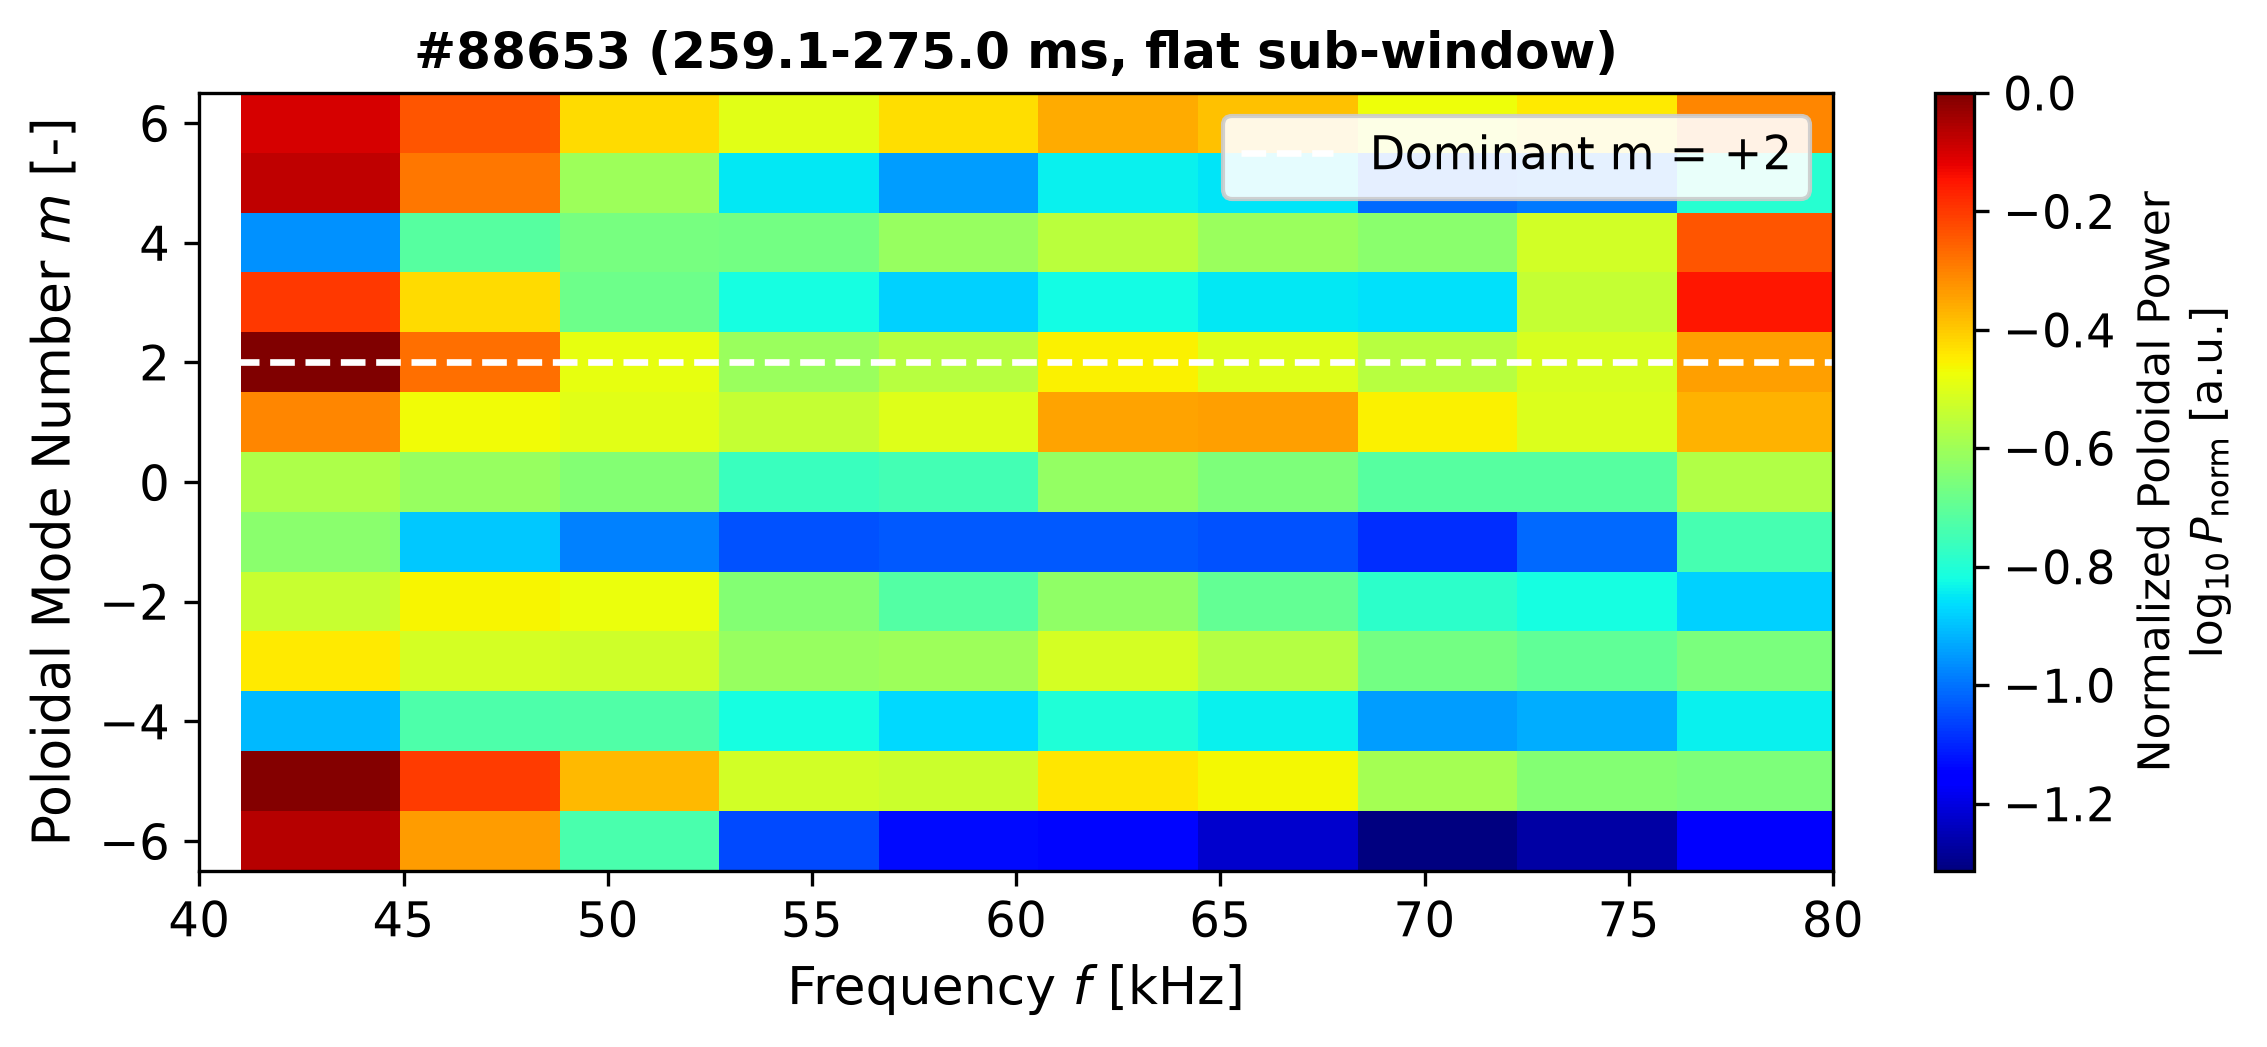 #88653 (259.1-275.0 ms, flat sub-window)
Poloidal Mode Number m [-]
6
4
2
0
−2
−4
−6
Dominant m = +2
40 45 50 55 60 65 70 75 80
Frequency f [kHz]
0.0
−0.2
−0.4
−0.6
−0.8
−1.0
−1.2
Normalized Poloidal Power
log10 Pnorm [a.u.]